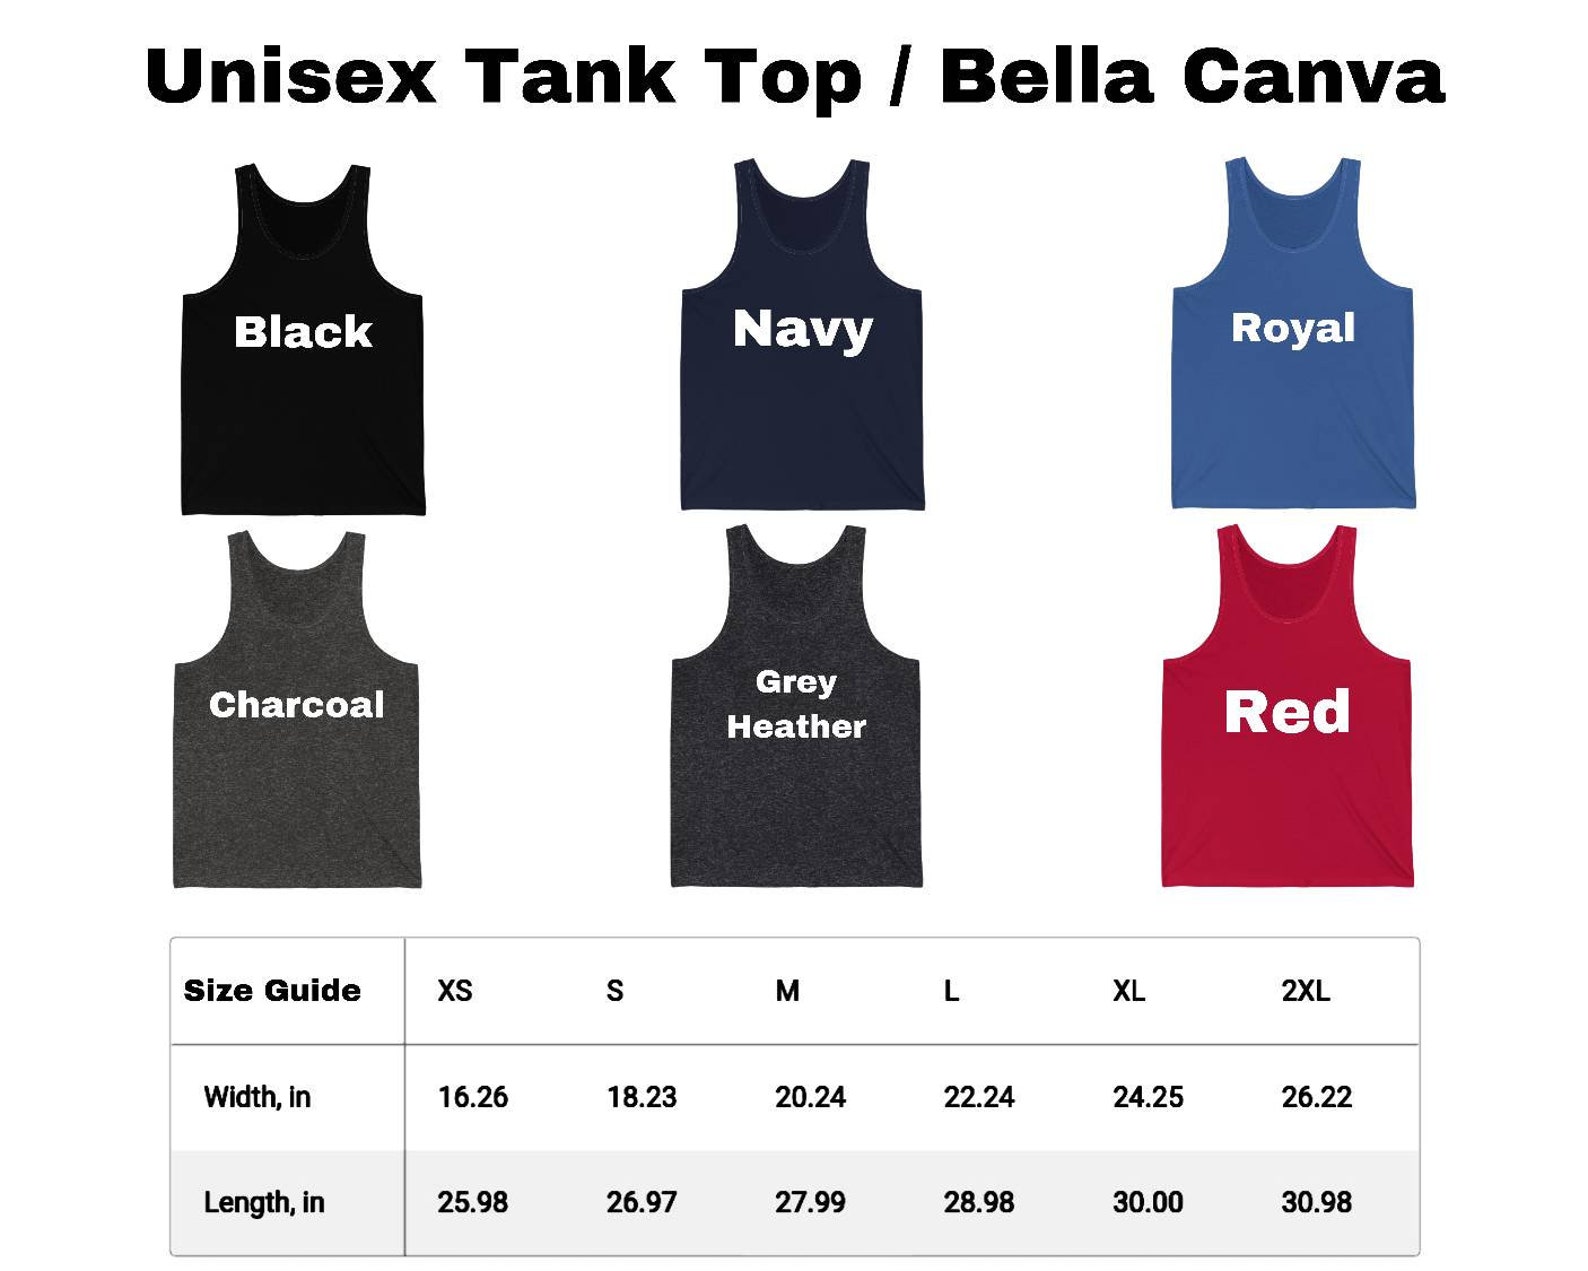 Unisex Tank Top / Bella Canva
Black
Navy
Royal
Charcoal
Grey
Heather
Red
Size Guide XS S M L XL 2XL
Width, in 16.26 18.23 20.24 22.24 24.25 26.22
Length, in 25.98 26.97 27.99 28.98 30.00 30.98